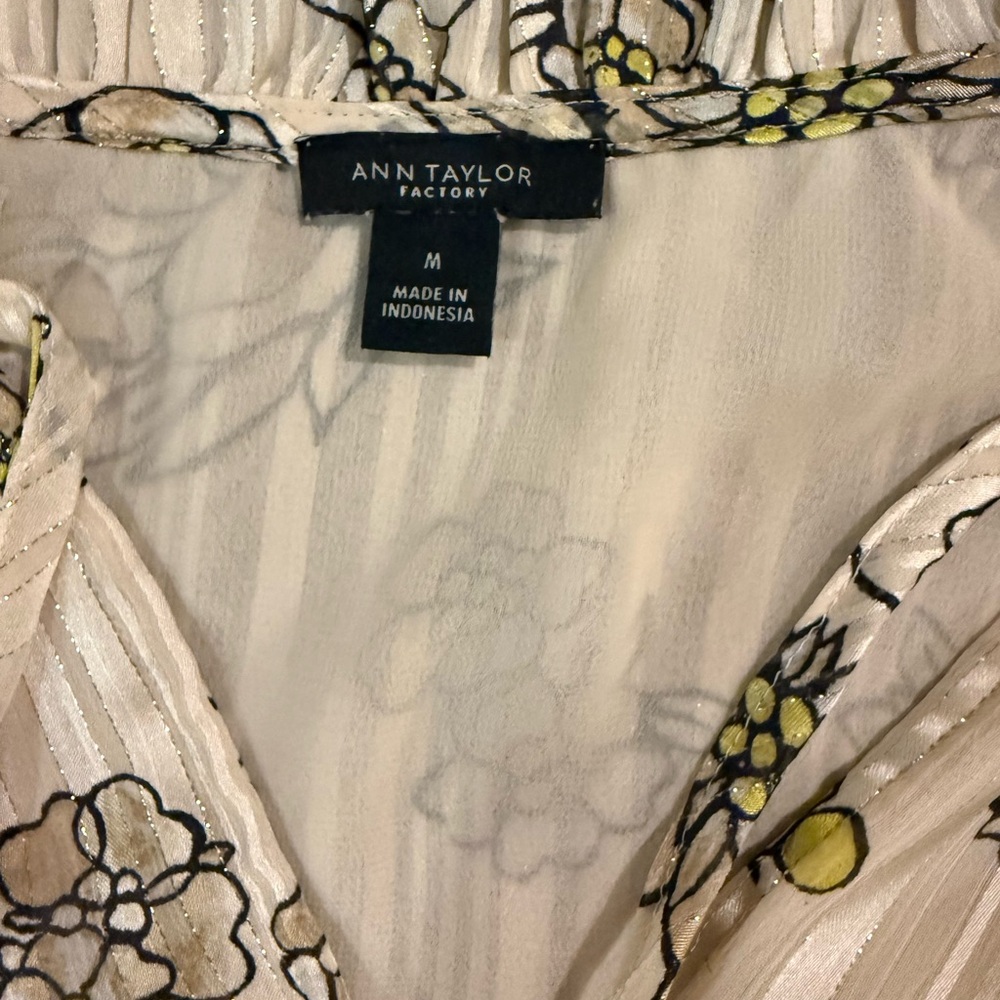 ANN TAYLOR
FACTORY
M
MADE IN
INDONESIA